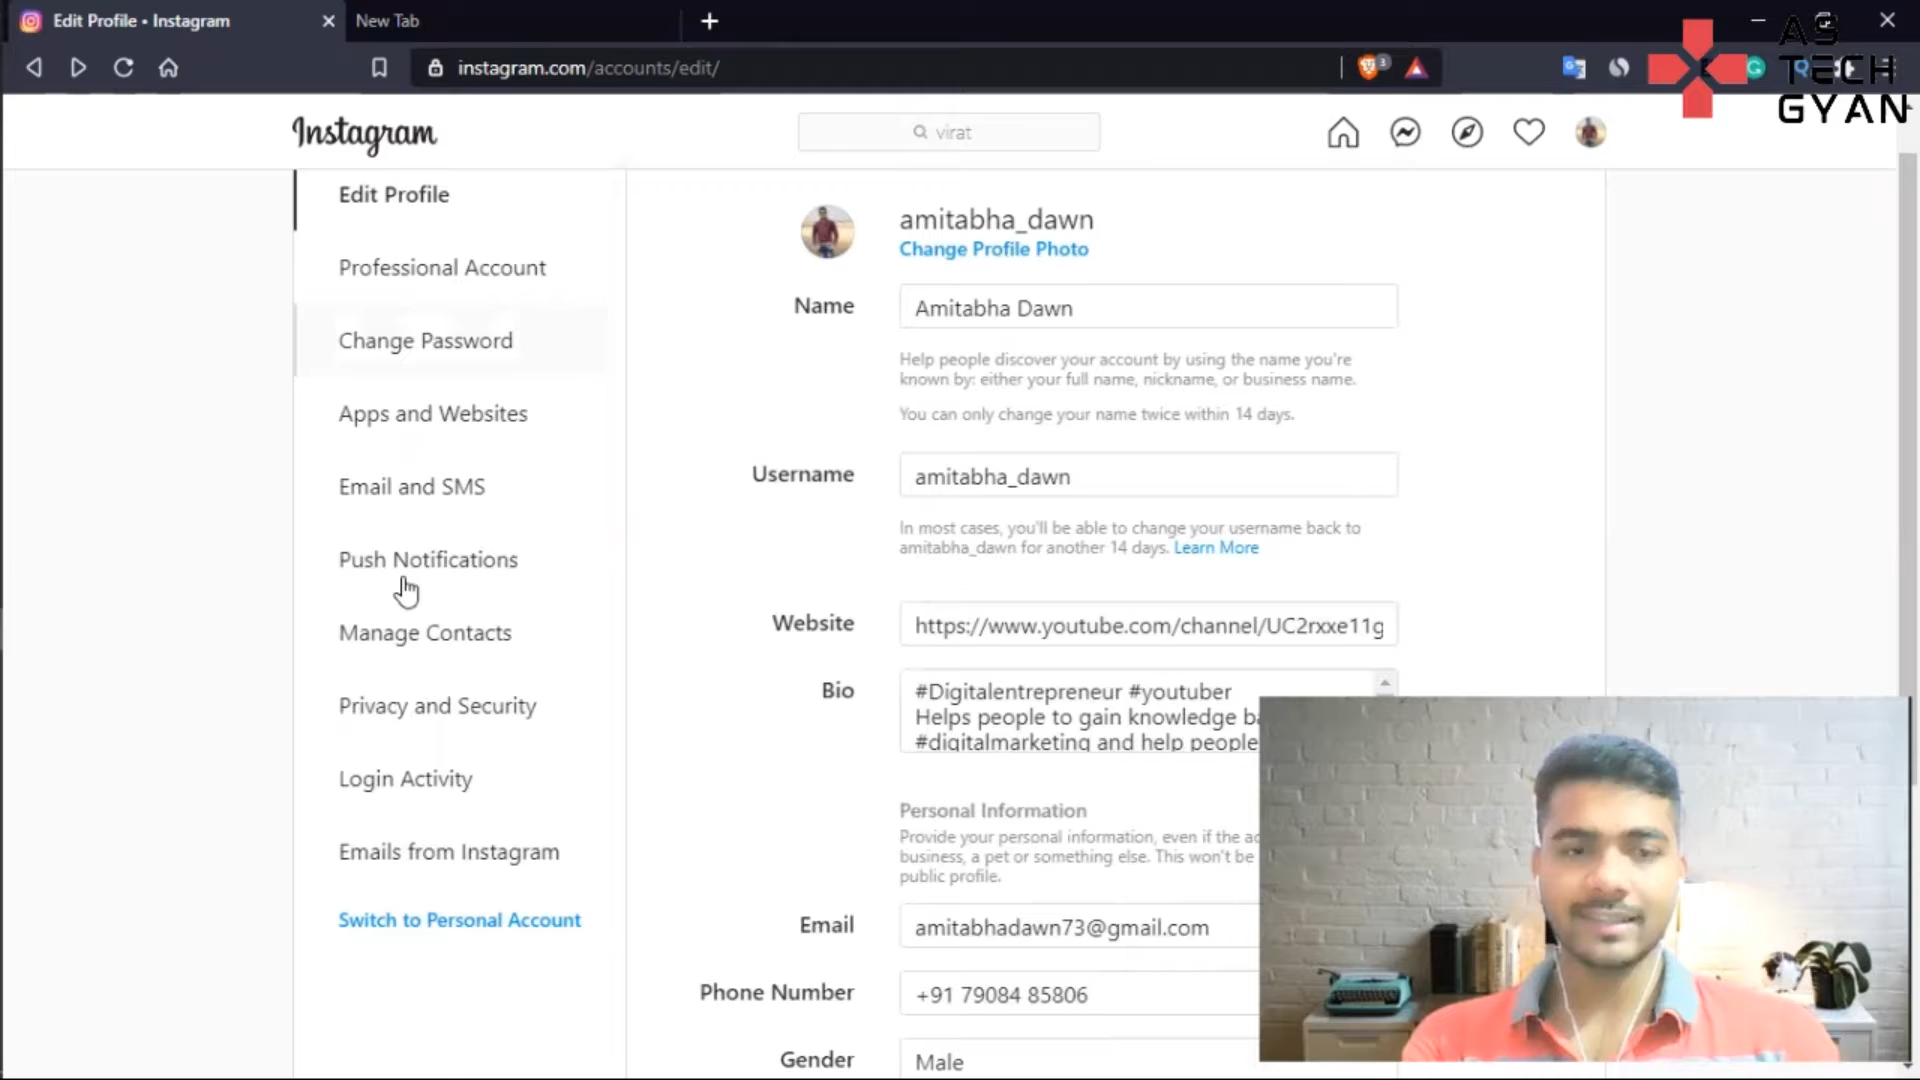 Edit Profile • Instagram
New Tab
AS
TECH
GYAN
instagram.com/accounts/edit/
3
Instagram
virat
Edit Profile
Professional Account
Change Password
Apps and Websites
Email and SMS
Push Notifications
Manage Contacts
Privacy and Security
Login Activity
Emails from Instagram
Switch to Personal Account
amitabha_dawn
Change Profile Photo
Name
Amitabha Dawn
Help people discover your account by using the name you're
known by: either your full name, nickname, or business name.
You can only change your name twice within 14 days.
Username
amitabha_dawn
In most cases, you'll be able to change your username back to
amitabha_dawn for another 14 days. Learn More
Website
https://www.youtube.com/channel/UC2rxxe11g
Bio
#Digitalentrepreneur #youtuber
Helps people to gain knowledge ba
#digitalmarketing and help people
Personal Information
Provide your personal information, even if the ac
business, a pet or something else. This won't be
public profile.
Email
amitabhadawn73@gmail.com
Phone Number
+91 79084 85806
Gender
Male